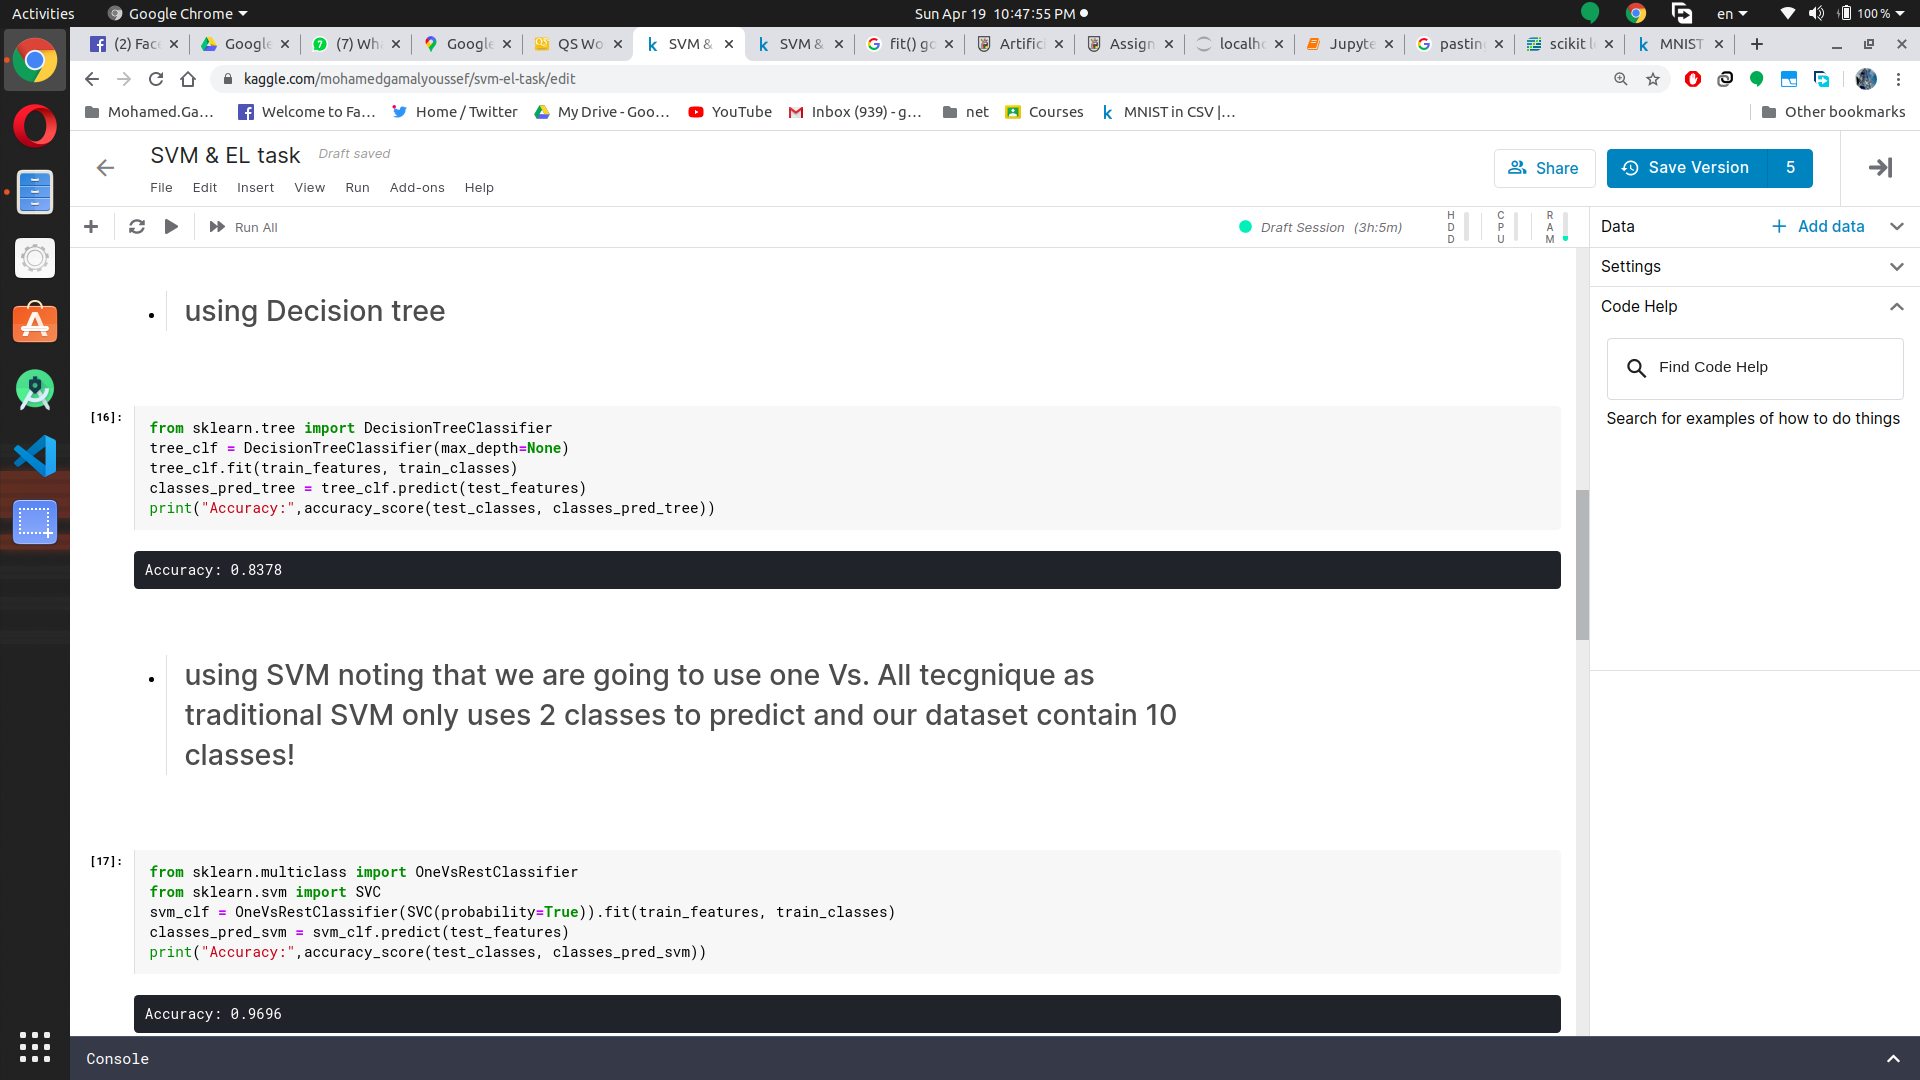 Activities
Google Chrome
Sun Apr 19 10:47:55 PM
en
100 %
(2) Fac
Google
(7) Wh
Google
QS Wo
SVM &
SVM &
fit() go
Artific
Assign
localh
Jupyte
pastin
scikit l
MNIST
kaggle.com/mohamedgamalyoussef/svm-el-task/edit
Mohamed.Ga...
Welcome to Fa...
Home / Twitter
My Drive - Goo...
YouTube
Inbox (939) - g...
net
Courses
MNIST in CSV |...
Other bookmarks
SVM & EL task
Draft saved
File Edit Insert View Run Add-ons Help
Share
Save Version 5
Run All
Draft Session (3h:5m)
HDD
CPU
RAM
Data
+ Add data
Settings
Code Help
Find Code Help
Search for examples of how to do things
using Decision tree
[16]:
from sklearn.tree import DecisionTreeClassifier
tree_clf = DecisionTreeClassifier(max_depth=None)
tree_clf.fit(train_features, train_classes)
classes_pred_tree = tree_clf.predict(test_features)
print("Accuracy:",accuracy_score(test_classes, classes_pred_tree))
Accuracy: 0.8378
using SVM noting that we are going to use one Vs. All tecgnique as
traditional SVM only uses 2 classes to predict and our dataset contain 10
classes!
[17]:
from sklearn.multiclass import OneVsRestClassifier
from sklearn.svm import SVC
svm_clf = OneVsRestClassifier(SVC(probability=True)).fit(train_features, train_classes)
classes_pred_svm = svm_clf.predict(test_features)
print("Accuracy:",accuracy_score(test_classes, classes_pred_svm))
Accuracy: 0.9696
Console